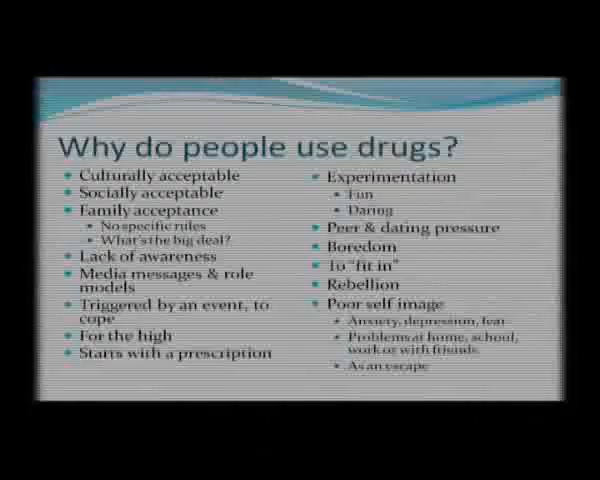 Why do people use drugs?
Culturally acceptable
Socially acceptable
Family acceptance
No specific rules
What's the big deal?
Lack of awareness
Media messages & role
models
Triggered by an event, to
cope
For the high
Starts with a prescription
Experimentation
Fun
Daring
Peer & dating pressure
Boredom
To "fit in"
Rebellion
Poor self image
Anxiety, depression, fear
Problems at home, school,
work or with friends.
As an escape